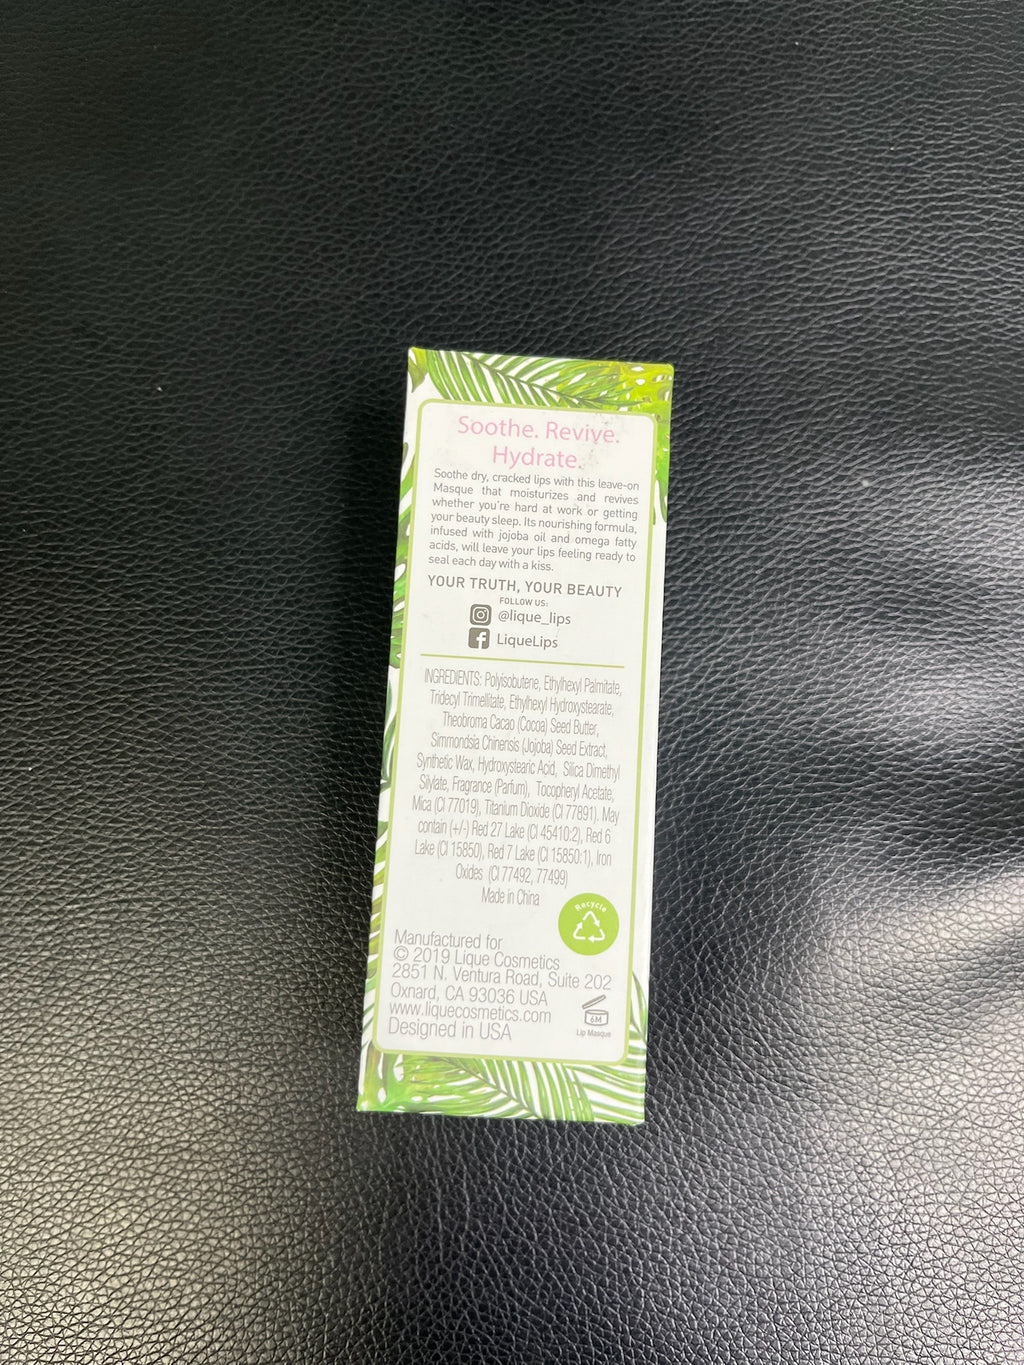 Soothe. Revive.
Hydrate.
Soothe dry, cracked lips with this leave-on
Masque that moisturizes and revives
whether you're hard at work or getting
your beauty sleep. Its nourishing formula,
infused with jojoba oil and omega fatty
acids, will leave your lips feeling ready to
seal each day with a kiss.
YOUR TRUTH, YOUR BEAUTY
FOLLOW US:
@lique_lips
LiqueLips
INGREDIENTS: Polyisobutene, Ethylhexyl Palmitate,
Tridecyl Trimellitate, Ethylhexyl Hydroxystearate,
Theobroma Cacao (Cocoa) Seed Butter,
Simmondsia Chinensis (Jojoba) Seed Extract,
Synthetic Wax, Hydroxystearic Acid, Silica Dimethyl
Silylate, Fragrance (Parfum), Tocopheryl Acetate,
Mica (CI 77019), Titanium Dioxide (CI 77891). May
contain (+/-) Red 27 Lake (CI 45410:2), Red 6
Lake (CI 15850), Red 7 Lake (CI 15850:1), Iron
Oxides (CI 77492, 77499)
Made in China
Recycle
Manufactured for
© 2019 Lique Cosmetics
2851 N. Ventura Road, Suite 202
Oxnard, CA 93036 USA
www.liquecosmetics.com
Designed in USA
6M
Lip Masque